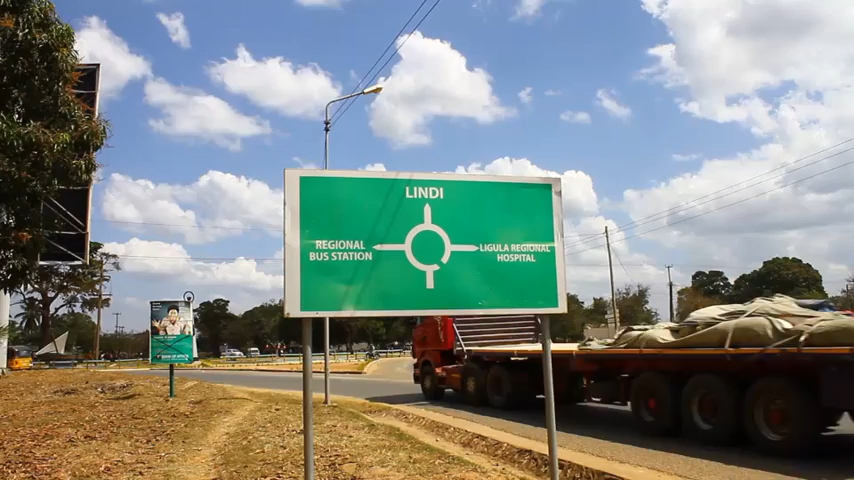 LINDI
REGIONAL
BUS STATION
LIGULA REGIONAL
HOSPITAL